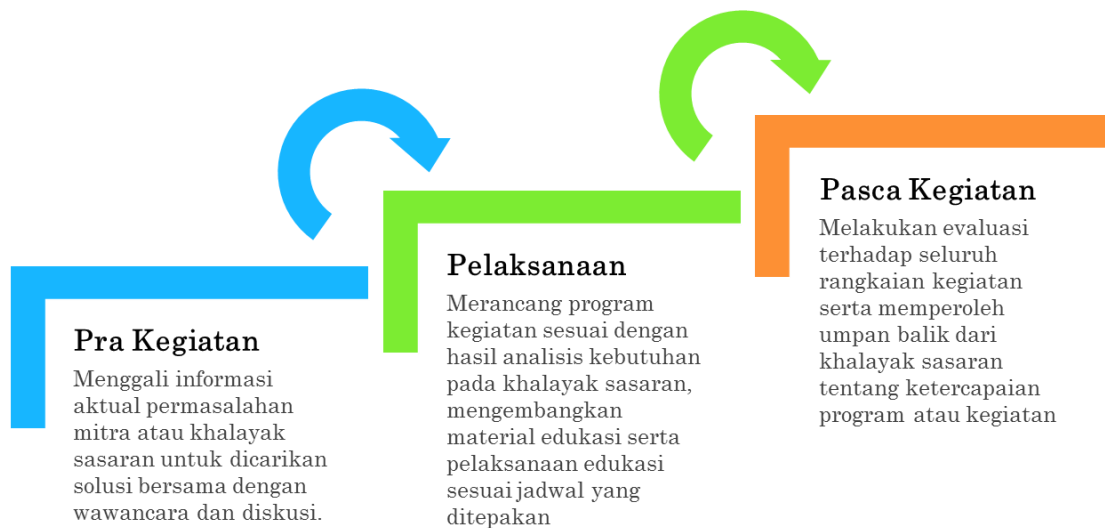 Pra Kegiatan
Menggali informasi
aktual permasalahan
mitra atau khalayak
sasaran untuk dicarikan
solusi bersama dengan
wawancara dan diskusi.
Pelaksanaan
Merancang program
kegiatan sesuai dengan
hasil analisis kebutuhan
pada khalayak sasaran,
mengembangkan
material edukasi serta
pelaksanaan edukasi
sesuai jadwal yang
ditepakan
Pasca Kegiatan
Melakukan evaluasi
terhadap seluruh
rangkaian kegiatan
serta memperoleh
umpan balik dari
khalayak sasaran
tentang ketercapaian
program atau kegiatan